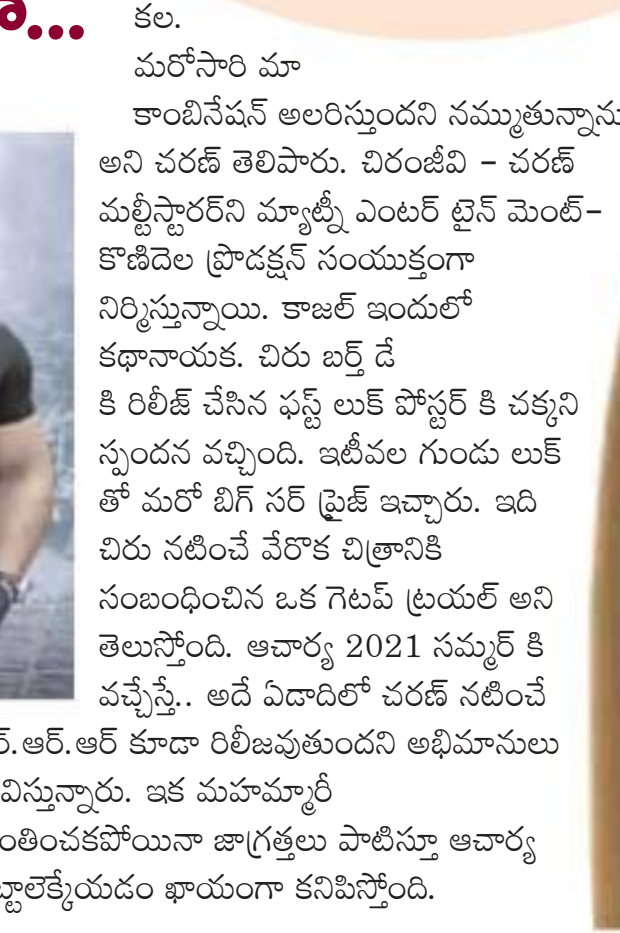 కల.
మరోసారి మా
కాంబినేషన్ అలరిస్తుందని నమ్ముతున్నాను
అని చరణ్ తెలిపారు. చిరంజీవి – చరణ్
మల్టీస్టారర్‌ని మ్యాట్నీ ఎంటర్ టైన్ మెంట్–
కొణిదెల ప్రొడక్షన్ సంయుక్తంగా
నిర్మిస్తున్నాయి. కాజల్ ఇందులో
కథానాయక. చిరు బర్త్ డే
కి రిలీజ్ చేసిన ఫస్ట్ లుక్ పోస్టర్ కి చక్కని
స్పందన వచ్చింది. ఇటీవల గుండు లుక్
తో మరో బిగ్ సర్ ప్రైజ్ ఇచ్చారు. ఇది
చిరు నటించే వేరొక చిత్రానికి
సంబంధించిన ఒక గెటప్ ట్రయల్ అని
తెలుస్తోంది. ఆచార్య 2021 సమ్మర్ కి
వచ్చేస్తే.. అదే ఏడాదిలో చరణ్ నటించే
ర్.ఆర్.ఆర్ కూడా రిలీజవుతుందని అభిమానులు
విస్తున్నారు. ఇక మహమ్మారీ
ంతించకపోయినా జాగ్రత్తలు పాటిస్తూ ఆచార్య
ట్టాలెక్కేయడం ఖాయంగా కనిపిస్తోంది.